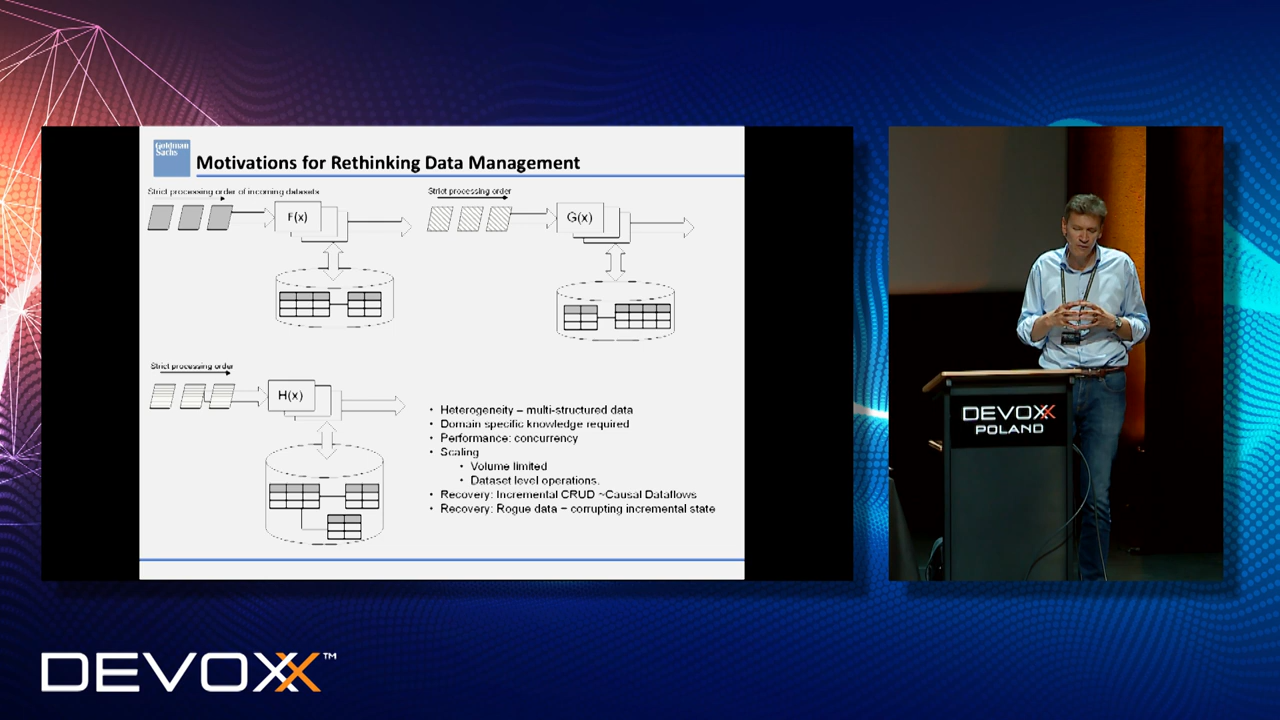 Goldman
Sachs
Motivations for Rethinking Data Management
Strict processing order of incoming datasets
F(x)
Strict processing order
G(x)
Strict processing order
H(x)
• Heterogeneity – multi-structured data
• Domain specific knowledge required
• Performance: concurrency
• Scaling
• Volume limited
• Dataset level operations.
• Recovery: Incremental CRUD ~Causal Dataflows
• Recovery: Rogue data – corrupting incremental state
DEVOXX
POLAND
DEVOXX™